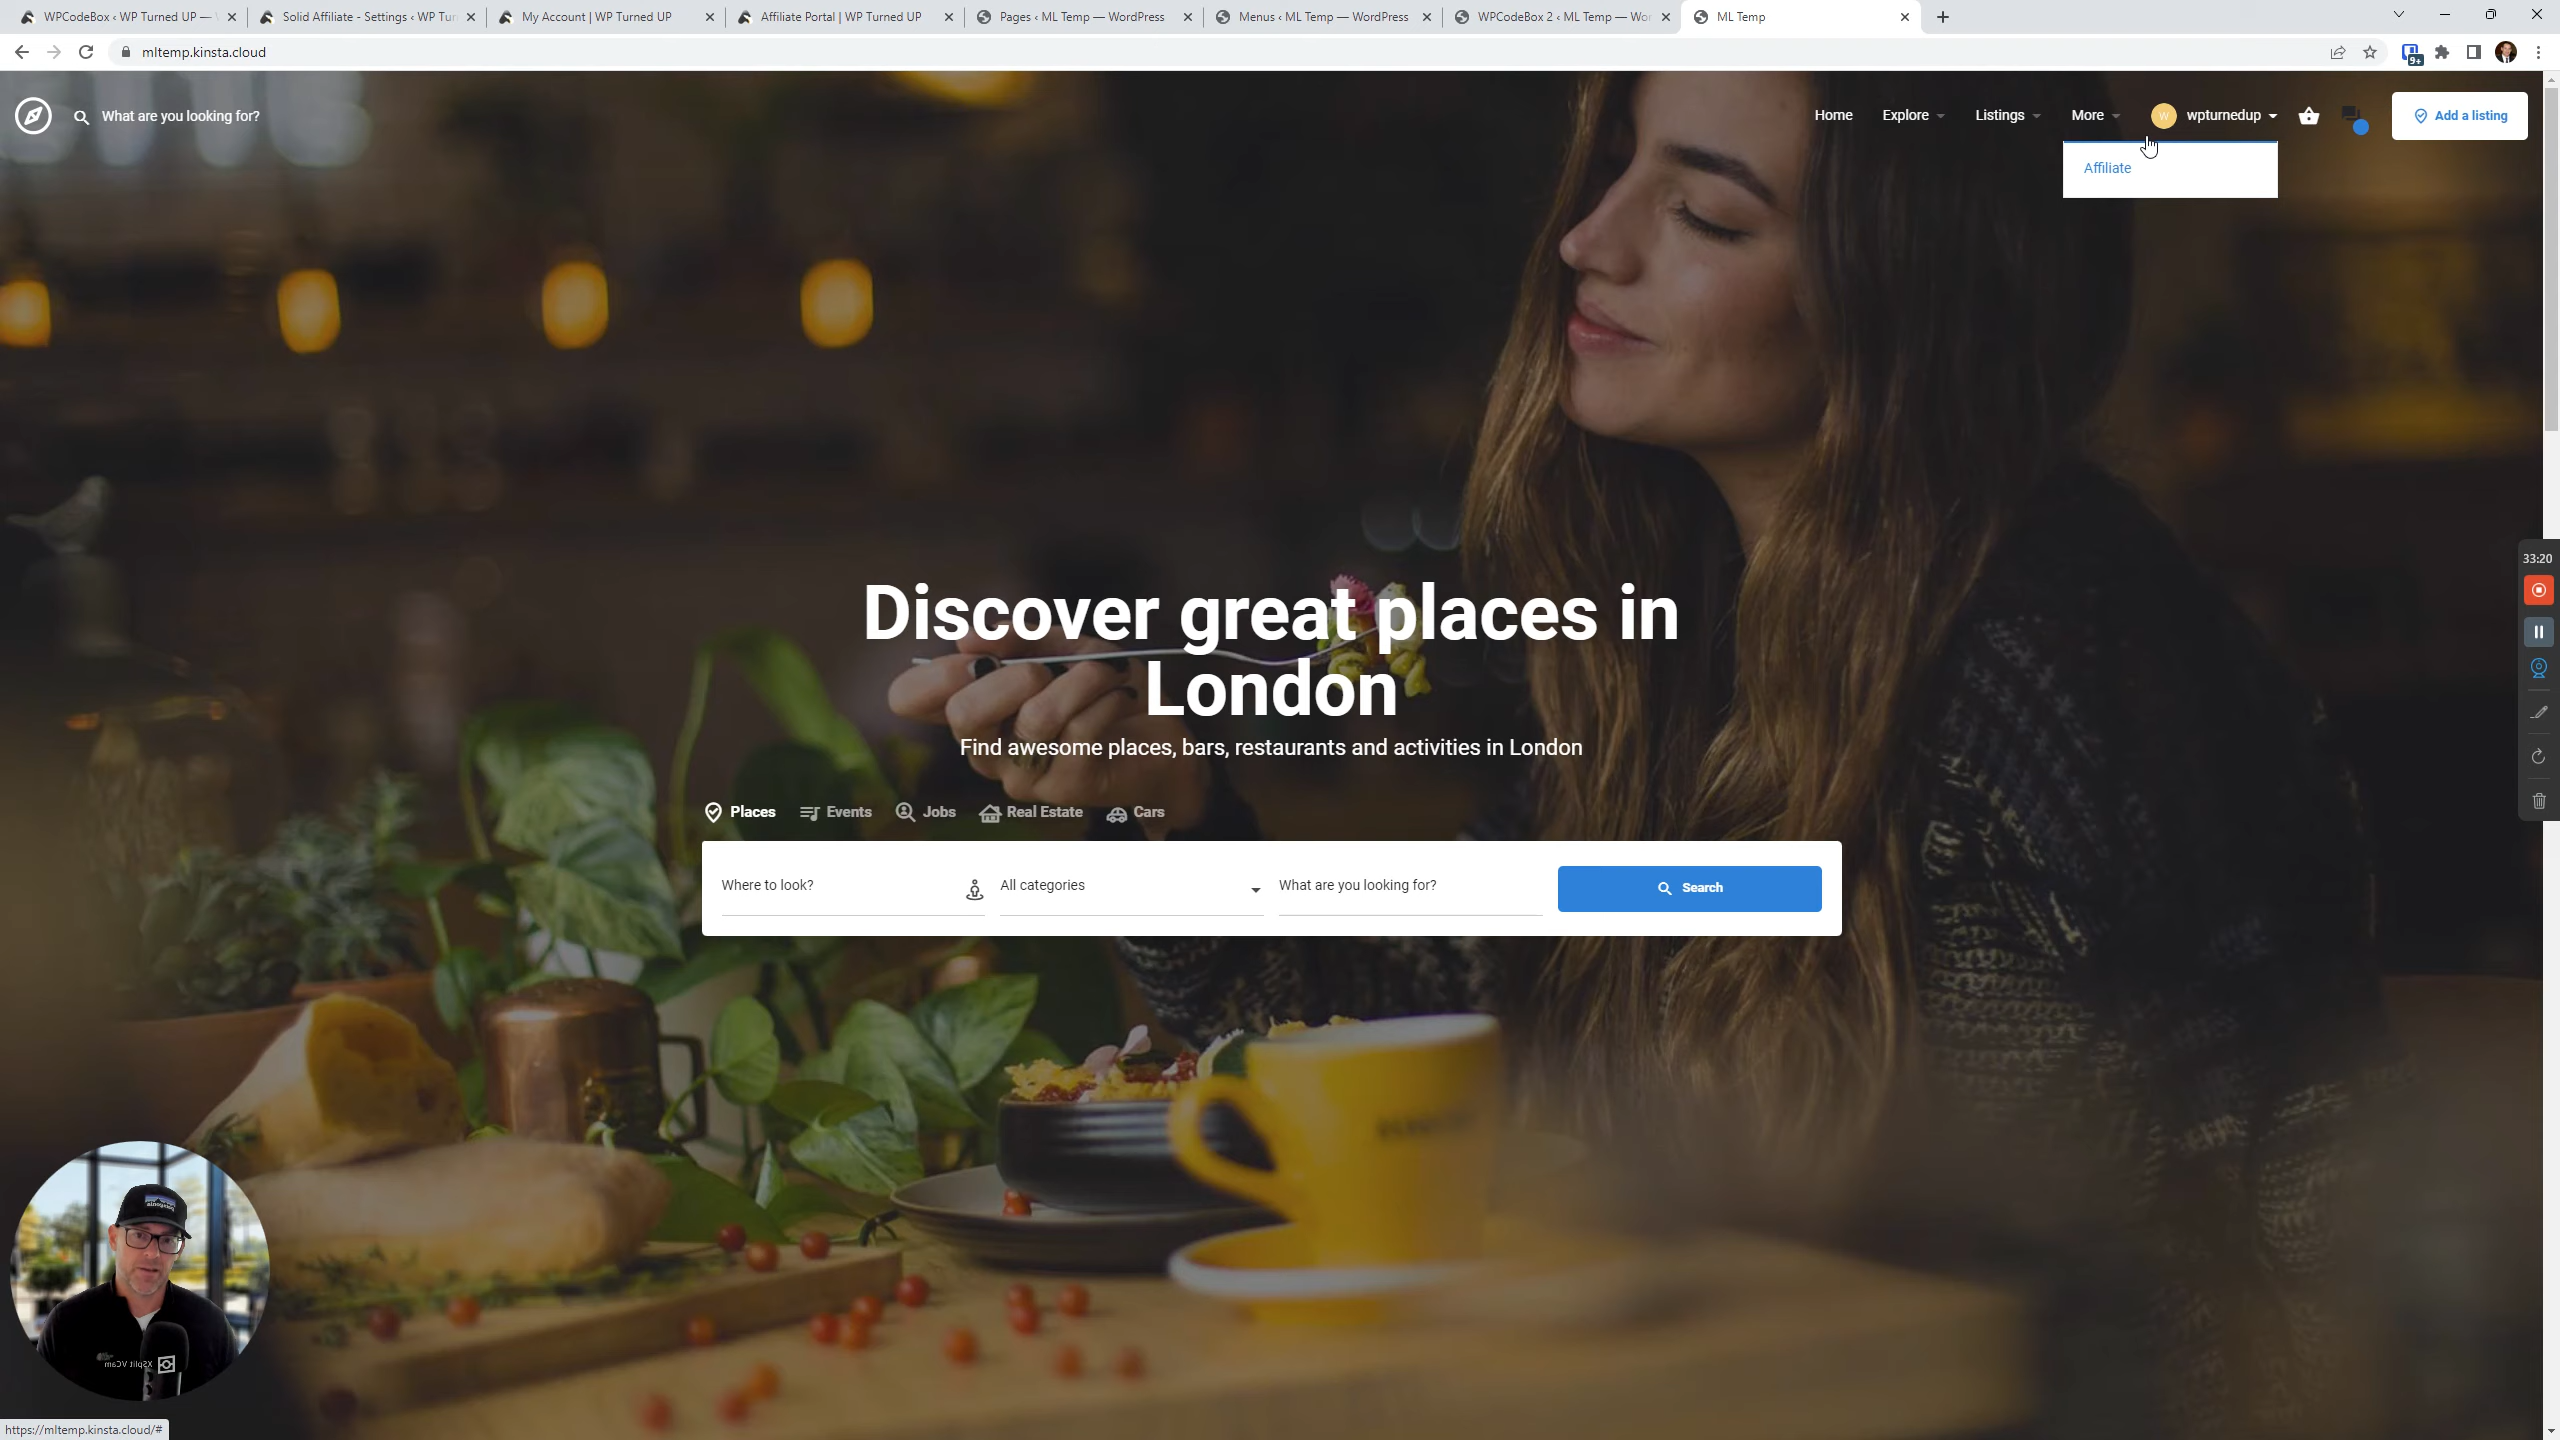 WPCodeBox ‹ WP Turned UP —
Solid Affiliate - Settings ‹ WP Tur
My Account | WP Turned UP
Affiliate Portal | WP Turned UP
Pages ‹ ML Temp — WordPress
Menus ‹ ML Temp — WordPress
WPCodeBox 2 ‹ ML Temp — Wor
ML Temp
mltemp.kinsta.cloud
9+
What are you looking for?
Home
Explore
Listings
More
W
wpturnedup
Add a listing
Affiliate
33:20
Discover great places in
London
Find awesome places, bars, restaurants and activities in London
Places
Events
Jobs
Real Estate
Cars
Where to look?
All categories
What are you looking for?
Search
patagonia
XSplit VCam
https://mltemp.kinsta.cloud/#